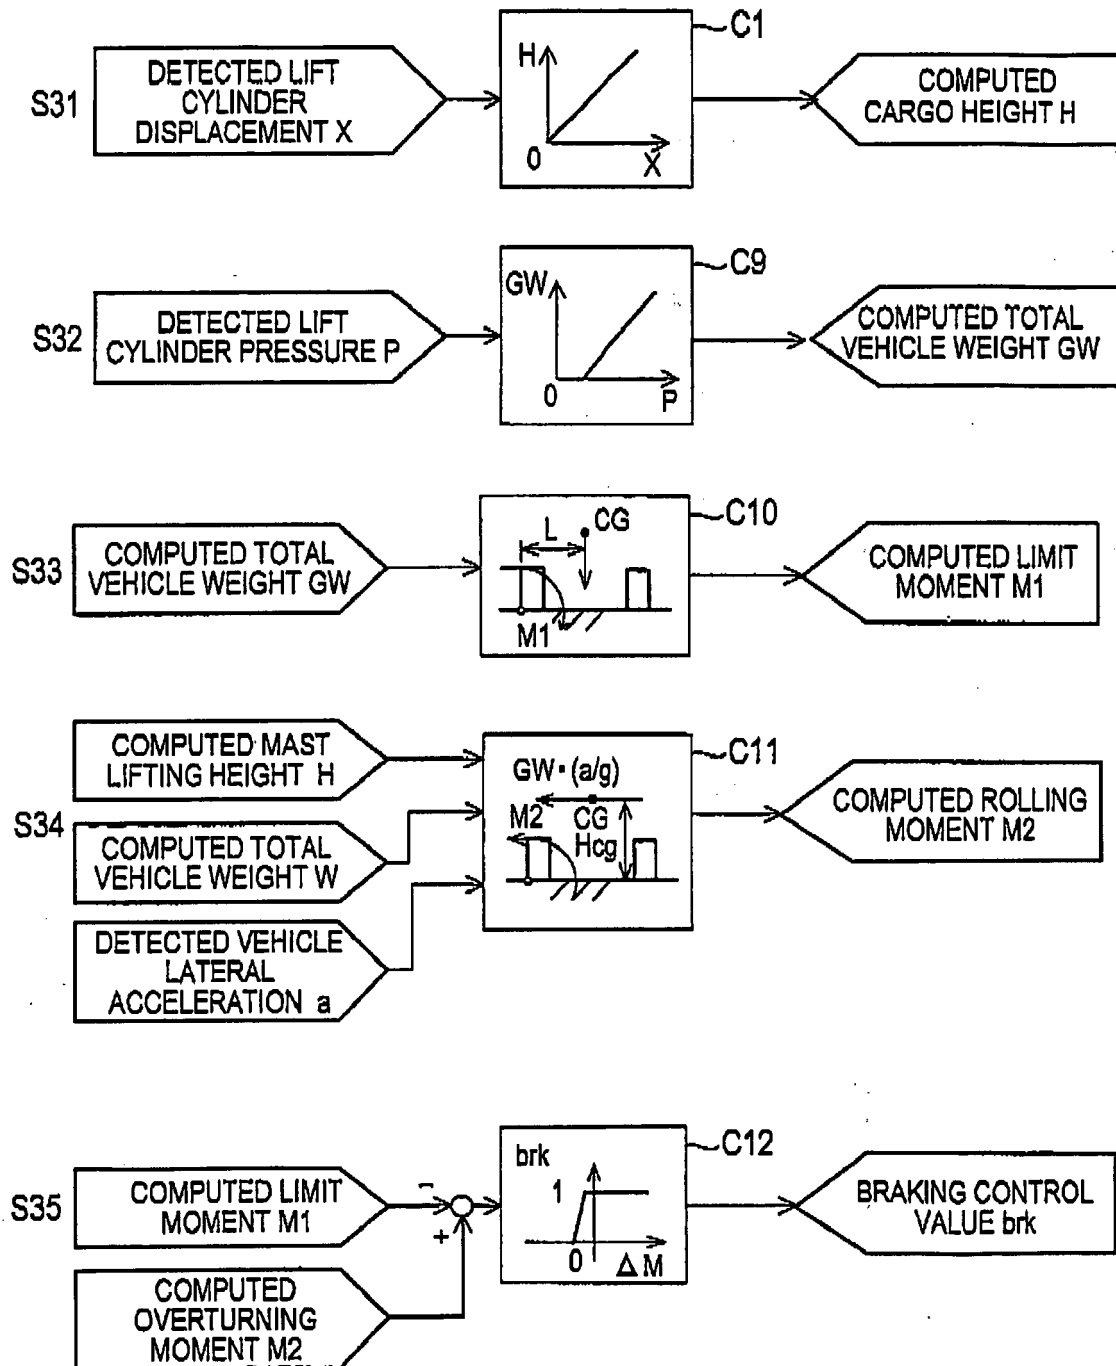 C1
S31
DETECTED LIFT
CYLINDER
DISPLACEMENT X
H
0
X
COMPUTED
CARGO HEIGHT H
C9
S32
DETECTED LIFT
CYLINDER PRESSURE P
GW
0
P
COMPUTED TOTAL
VEHICLE WEIGHT GW
C10
S33
COMPUTED TOTAL
VEHICLE WEIGHT GW
L
CG
M1
COMPUTED LIMIT
MOMENT M1
C11
S34
COMPUTED MAST
LIFTING HEIGHT H
COMPUTED TOTAL
VEHICLE WEIGHT W
DETECTED VEHICLE
LATERAL
ACCELERATION a
GW · (a/g)
M2
CG
Hcg
COMPUTED ROLLING
MOMENT M2
C12
S35
COMPUTED LIMIT
MOMENT M1
-
+
COMPUTED
OVERTURNING
MOMENT M2
brk
1
0
ΔM
BRAKING CONTROL
VALUE brk